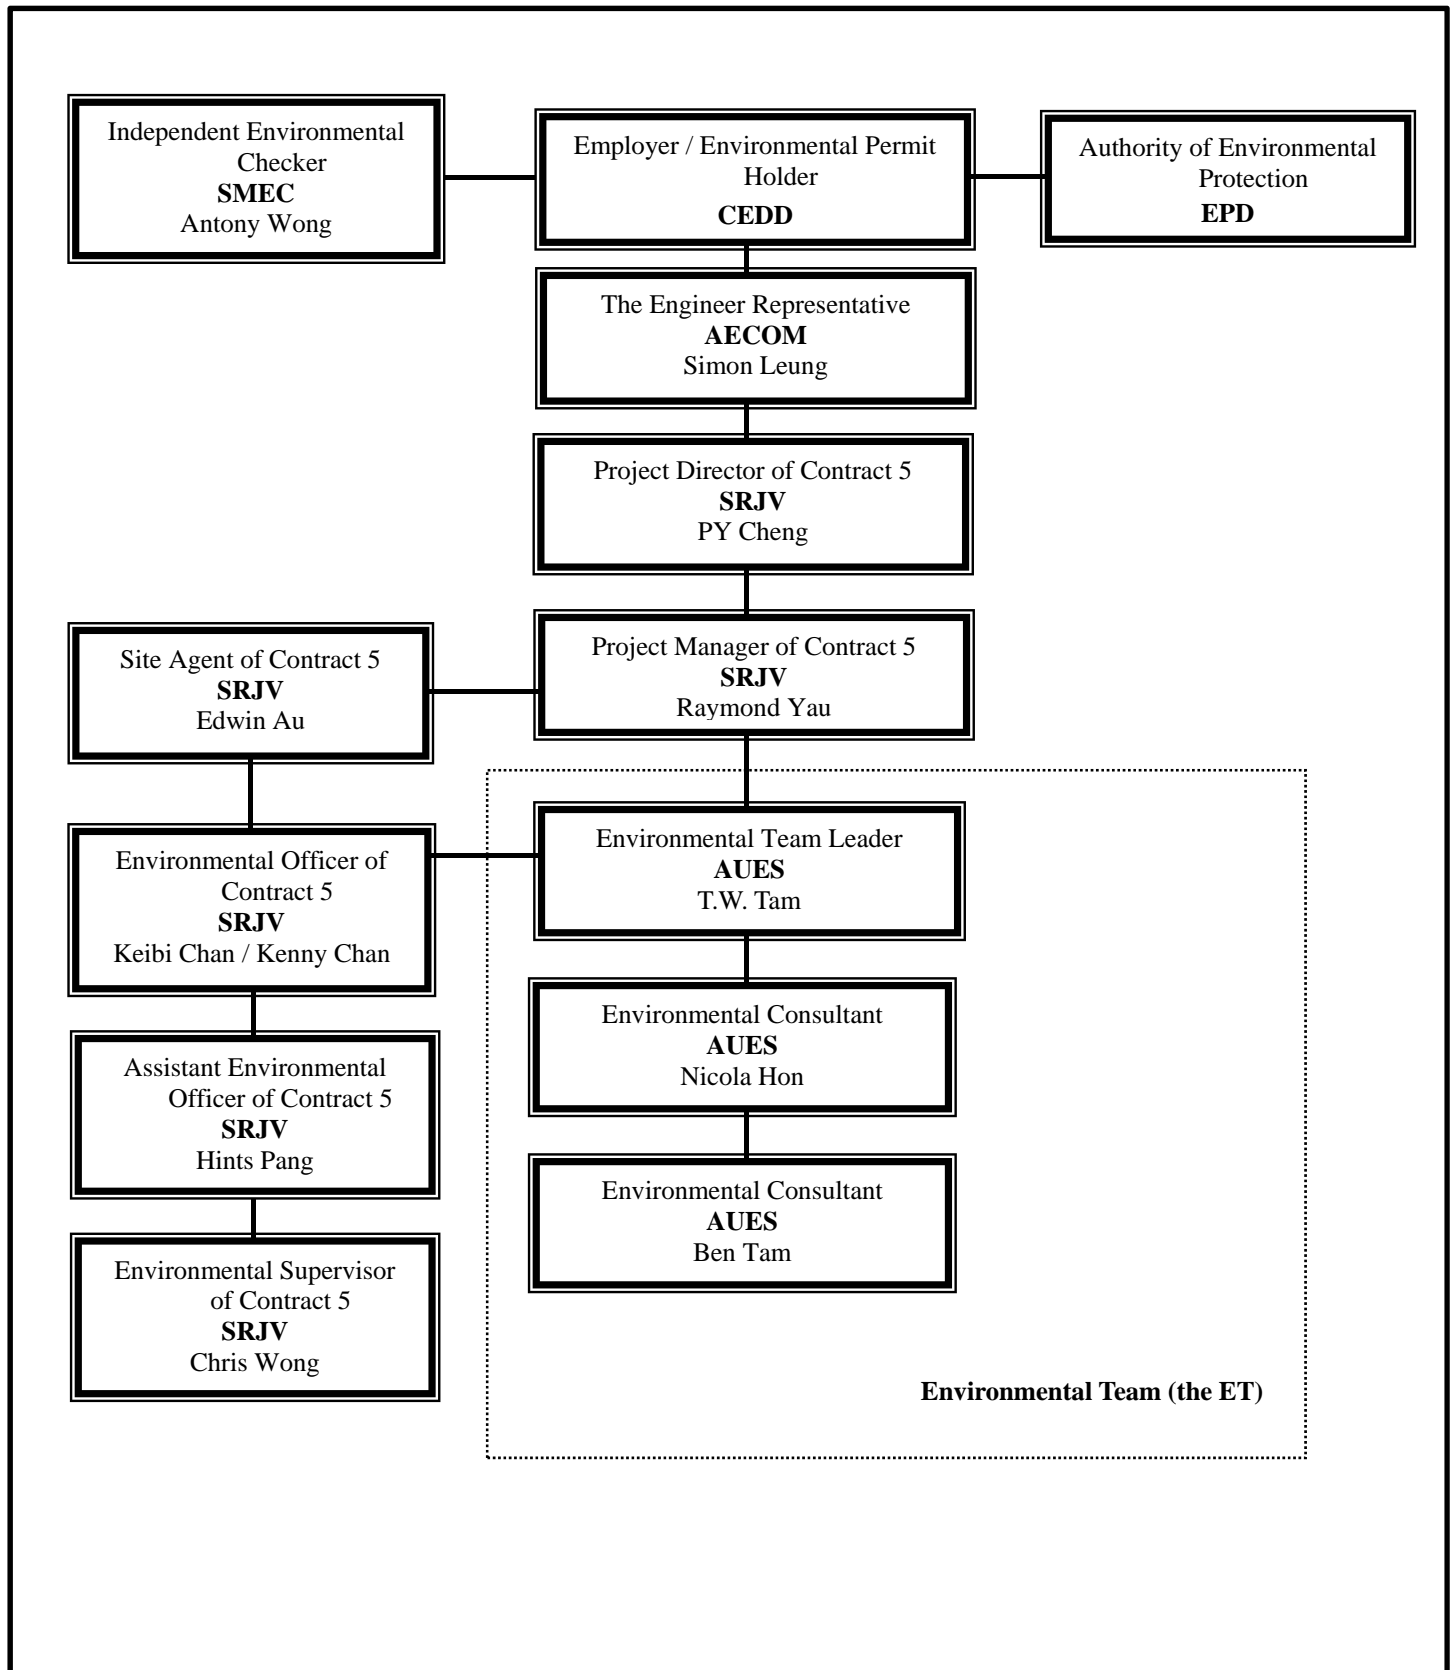 Independent Environmental
Checker
SMEC
Antony Wong
Employer / Environmental Permit
Holder
CEDD
Authority of Environmental
Protection
EPD
The Engineer Representative
AECOM
Simon Leung
Project Director of Contract 5
SRJV
PY Cheng
Site Agent of Contract 5
SRJV
Edwin Au
Project Manager of Contract 5
SRJV
Raymond Yau
Environmental Officer of
Contract 5
SRJV
Keibi Chan / Kenny Chan
Environmental Team Leader
AUES
T.W. Tam
Assistant Environmental
Officer of Contract 5
SRJV
Hints Pang
Environmental Consultant
AUES
Nicola Hon
Environmental Supervisor
of Contract 5
SRJV
Chris Wong
Environmental Consultant
AUES
Ben Tam
Environmental Team (the ET)